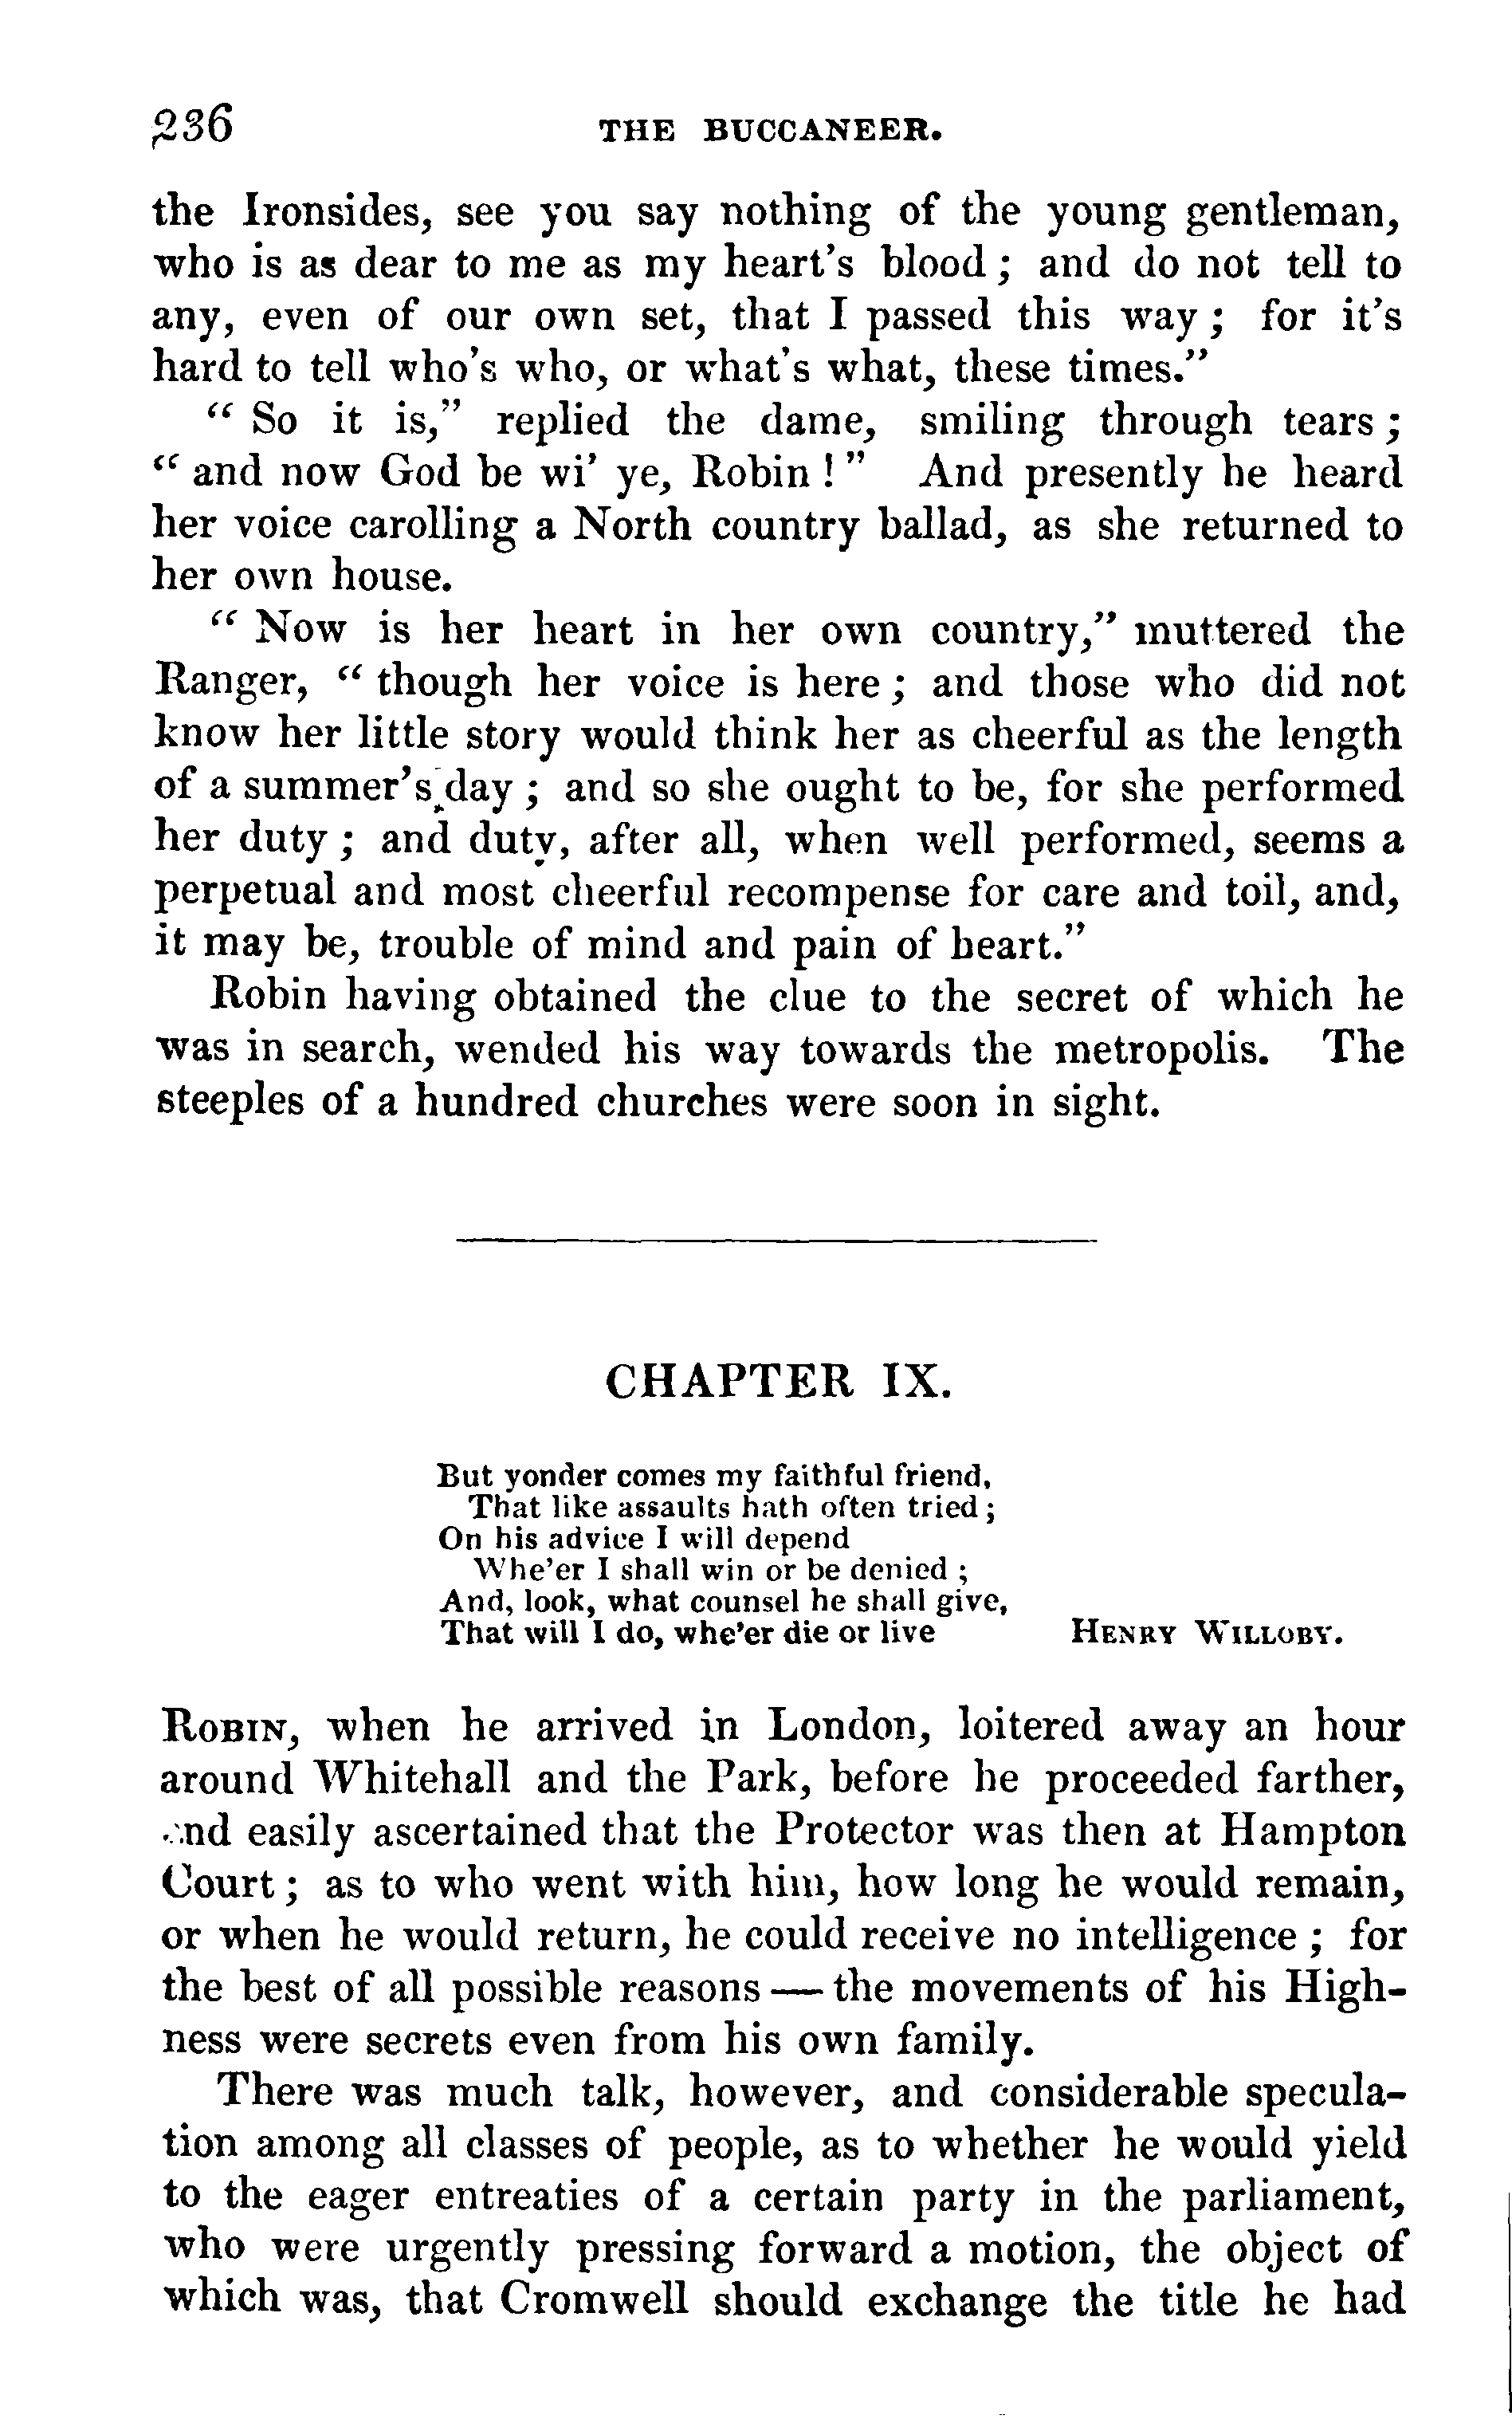 236 THE BUCCANEER.
the Ironsides, see you say nothing of the young gentleman,
who is as dear to me as my heart's blood; and do not tell to
any, even of our own set, that I passed this way; for it's
hard to tell who's who, or what's what, these times."
"So it is," replied the dame, smiling through tears;
"and now God be wi' ye, Robin!" And presently he heard
her voice carolling a North country ballad, as she returned to
her own house.
"Now is her heart in her own country," muttered the
Ranger, "though her voice is here; and those who did not
know her little story would think her as cheerful as the length
of a summer's day; and so she ought to be, for she performed
her duty; and duty, after all, when well performed, seems a
perpetual and most cheerful recompense for care and toil, and,
it may be, trouble of mind and pain of heart."
Robin having obtained the clue to the secret of which he
was in search, wended his way towards the metropolis. The
steeples of a hundred churches were soon in sight.
CHAPTER IX.
But yonder comes my faithful friend,
That like assaults hath often tried;
On his advice I will depend
Whe'er I shall win or be denied;
And, look, what counsel he shall give,
That will I do, whe'er die or live HENRY WILLOBY.
ROBIN, when he arrived in London, loitered away an hour
around Whitehall and the Park, before he proceeded farther,
and easily ascertained that the Protector was then at Hampton
Court; as to who went with him, how long he would remain,
or when he would return, he could receive no intelligence; for
the best of all possible reasons — the movements of his High-
ness were secrets even from his own family.
There was much talk, however, and considerable specula-
tion among all classes of people, as to whether he would yield
to the eager entreaties of a certain party in the parliament,
who were urgently pressing forward a motion, the object of
which was, that Cromwell should exchange the title he had